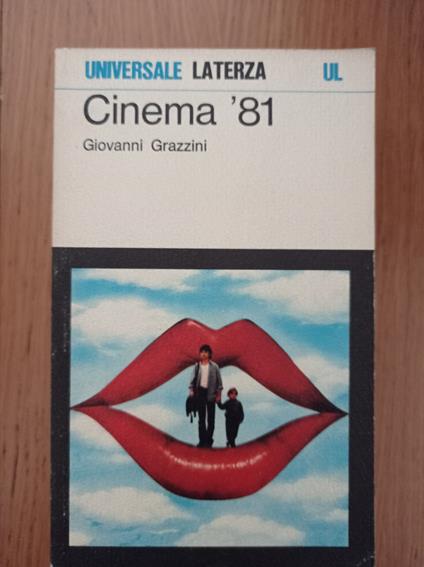 UNIVERSALE LATERZA UL
Cinema '81
Giovanni Grazzini